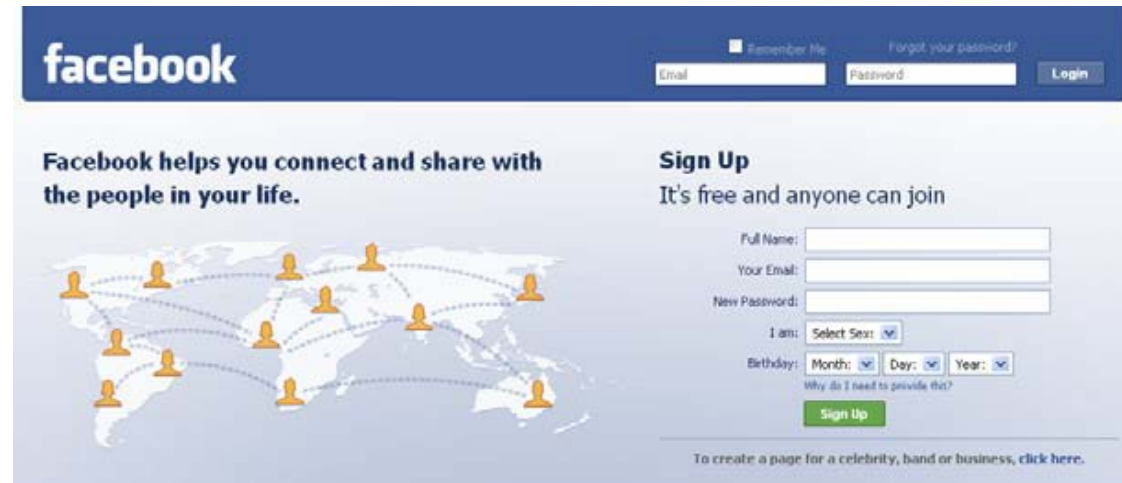 facebook
Remember Me
Forgot your password?
Email
Password
Login
Facebook helps you connect and share with
the people in your life.
Sign Up
It's free and anyone can join
Full Name:
Your Email:
New Password:
I am: Select Sex:
Birthday: Month: Day: Year:
Why do I need to provide this?
Sign Up
To create a page for a celebrity, band or business, click here.